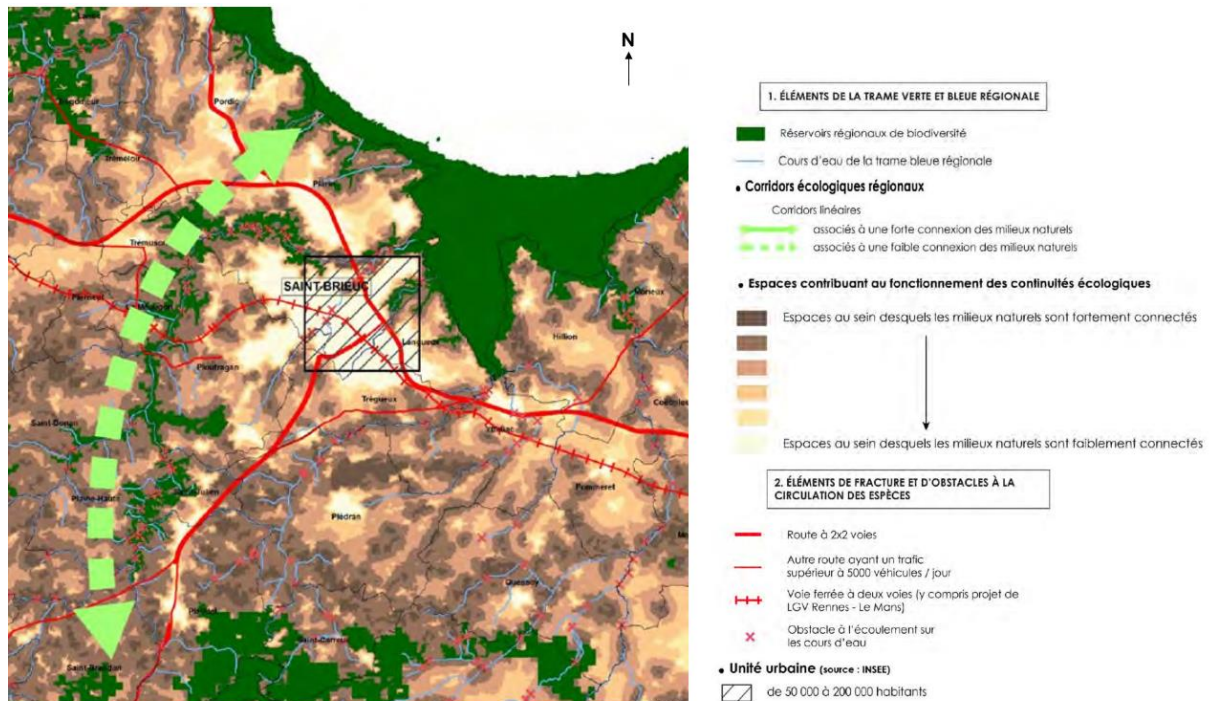 N
Pordic
Trémuson
SAINT-BRIEUC
Langueux
Hillion
Ploufragan
Trégueux
Yffiniac
Saint-Donan
Plaine-Haute
Plédran
Pommeret
Quessoy
Saint-Carreuc
Saint-Brandan
1. ÉLÉMENTS DE LA TRAME VERTE ET BLEUE RÉGIONALE
Réservoirs régionaux de biodiversité
Cours d'eau de la trame bleue régionale
• Corridors écologiques régionaux
Corridors linéaires
associés à une forte connexion des milieux naturels
associés à une faible connexion des milieux naturels
• Espaces contribuant au fonctionnement des continuités écologiques
Espaces au sein desquels les milieux naturels sont fortement connectés
Espaces au sein desquels les milieux naturels sont faiblement connectés
2. ÉLÉMENTS DE FRACTURE ET D'OBSTACLES À LA
CIRCULATION DES ESPÈCES
Route à 2x2 voies
Autre route ayant un trafic
supérieur à 5000 véhicules / jour
Voie ferrée à deux voies (y compris projet de
LGV Rennes - Le Mans)
Obstacle à l'écoulement sur
les cours d'eau
• Unité urbaine (source : INSEE)
de 50 000 à 200 000 habitants